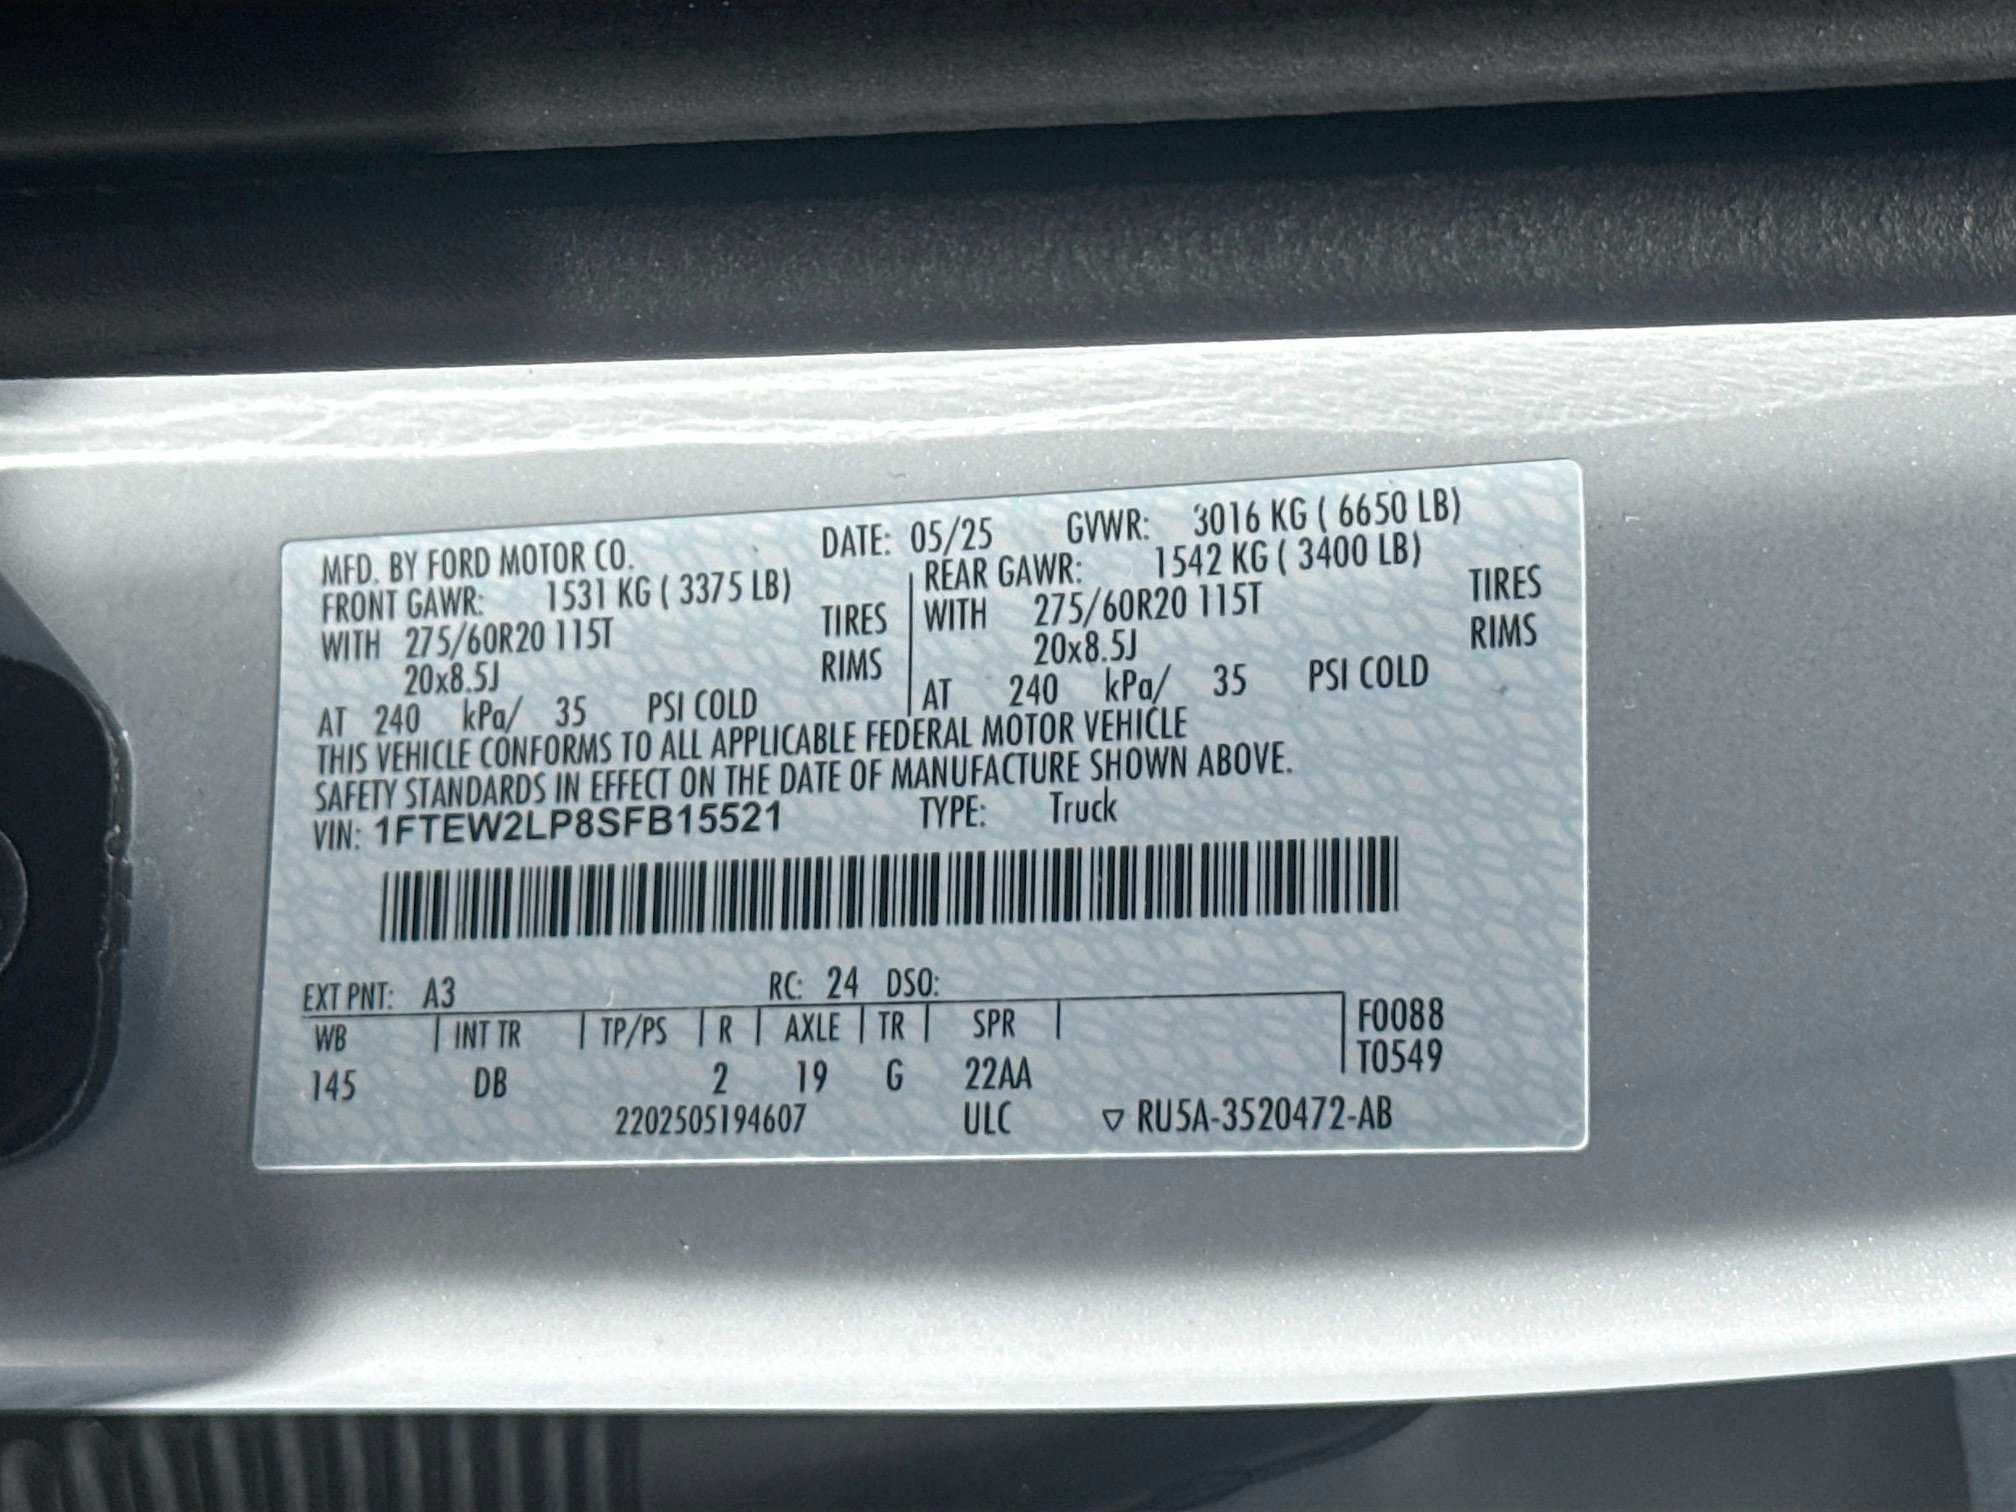 MFD. BY FORD MOTOR CO. DATE: 05/25 GVWR: 3016 KG ( 6650 LB)
FRONT GAWR: 1531 KG ( 3375 LB) REAR GAWR: 1542 KG ( 3400 LB)
WITH 275/60R20 115T TIRES WITH 275/60R20 115T TIRES
20x8.5J RIMS 20x8.5J RIMS
AT 240 kPa/ 35 PSI COLD AT 240 kPa/ 35 PSI COLD
THIS VEHICLE CONFORMS TO ALL APPLICABLE FEDERAL MOTOR VEHICLE
SAFETY STANDARDS IN EFFECT ON THE DATE OF MANUFACTURE SHOWN ABOVE.
VIN: 1FTEW2LP8SFB15521 TYPE: Truck
EXT PNT: A3 RC: 24 DSO:
WB INT TR TP/PS R AXLE TR SPR F0088
T0549
145 DB 2 19 G 22AA
2202505194607 ULC ▽ RU5A-3520472-AB